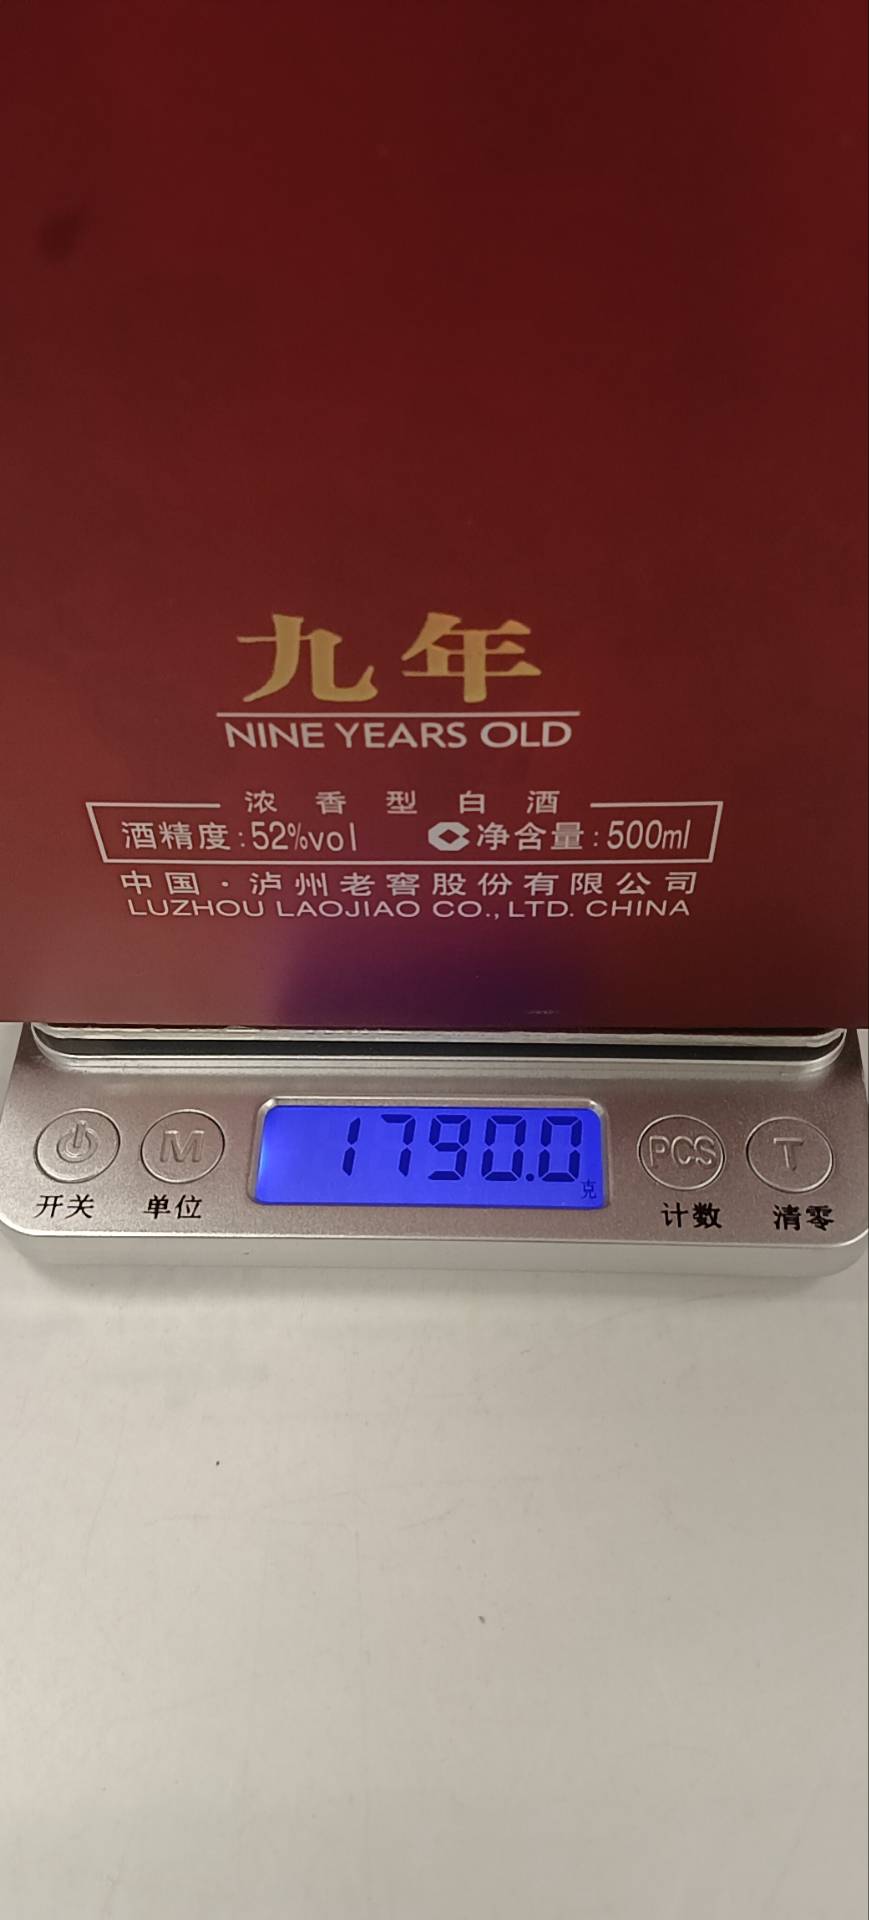 九年
NINE YEARS OLD
浓香型白酒
酒精度:52%vol 净含量:500ml
中国·泸州老窖股份有限公司
LUZHOU LAOJIAO CO.,LTD. CHINA
M 1790.0 PCS T
克
开关 单位 计数 清零